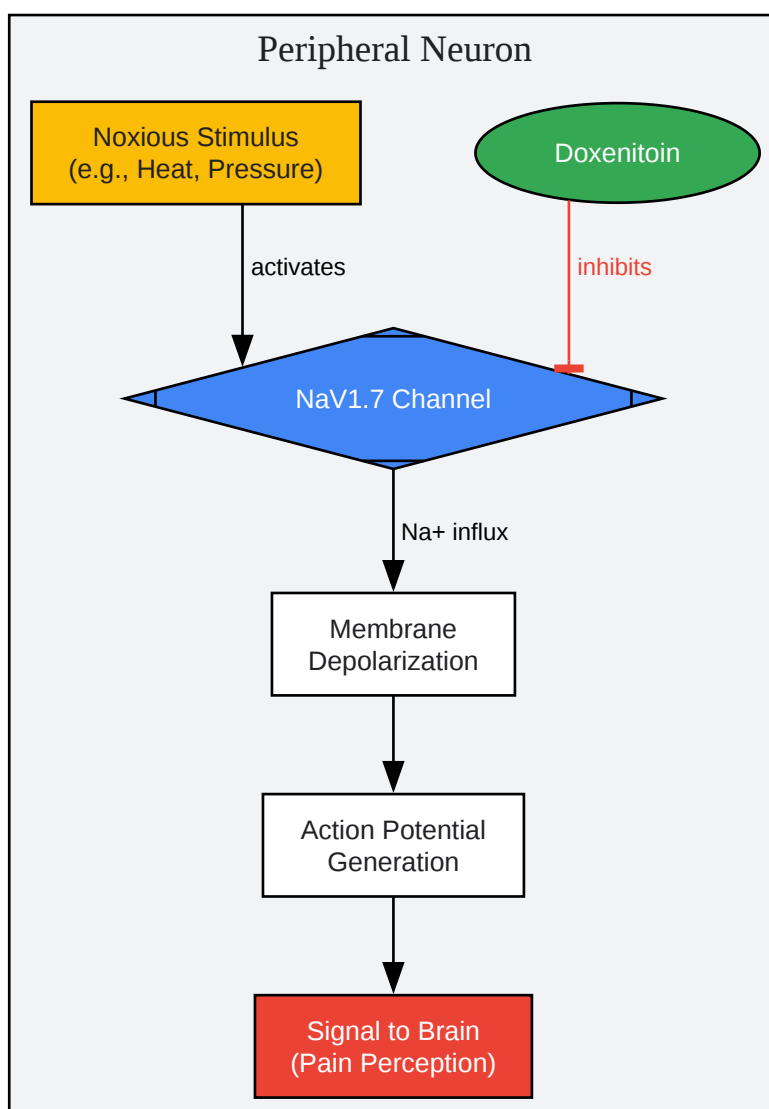 Peripheral Neuron
Noxious Stimulus
(e.g., Heat, Pressure)
Doxenitoin
activates
inhibits
NaV1.7 Channel
Na+ influx
Membrane
Depolarization
Action Potential
Generation
Signal to Brain
(Pain Perception)